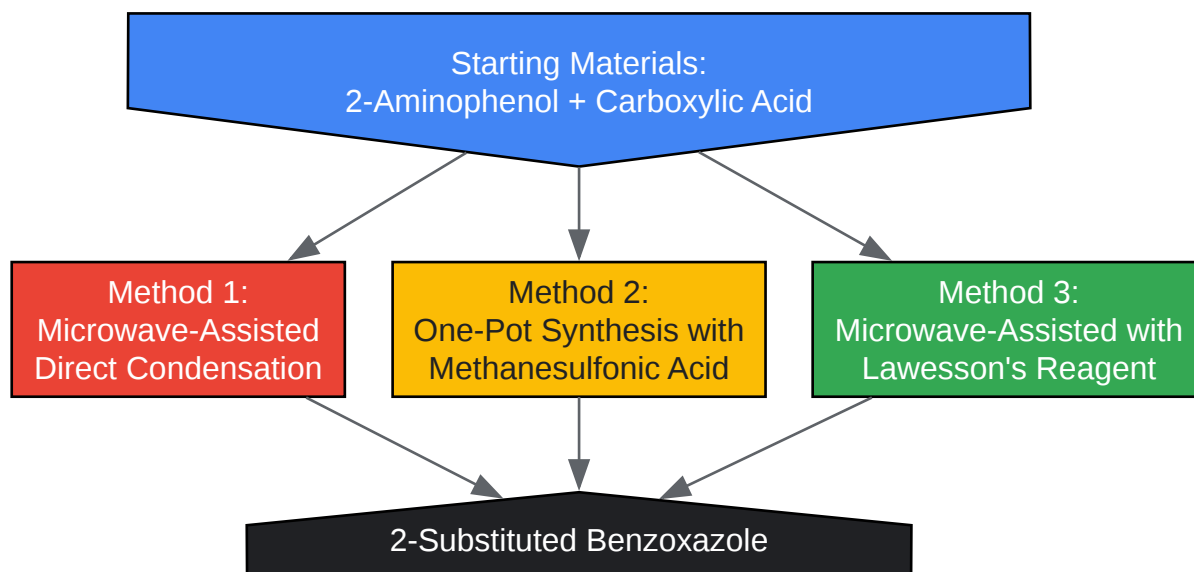 Starting Materials:
2-Aminophenol + Carboxylic Acid
Method 1:
Microwave-Assisted
Direct Condensation
Method 2:
One-Pot Synthesis with
Methanesulfonic Acid
Method 3:
Microwave-Assisted with
Lawesson's Reagent
2-Substituted Benzoxazole